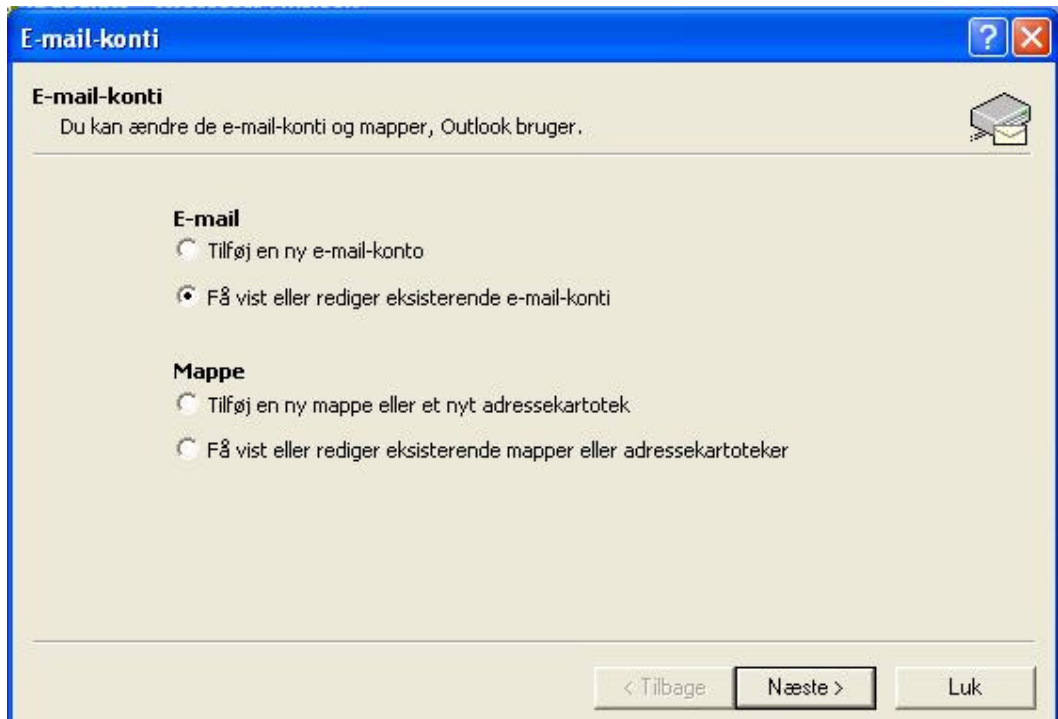 E-mail-konti
E-mail-konti
Du kan ændre de e-mail-konti og mapper, Outlook bruger.
E-mail
Tilføj en ny e-mail-konto
Få vist eller rediger eksisterende e-mail-konti
Mappe
Tilføj en ny mappe eller et nyt adressekartotek
Få vist eller rediger eksisterende mapper eller adressekartoteker
< Tilbage
Næste >
Luk